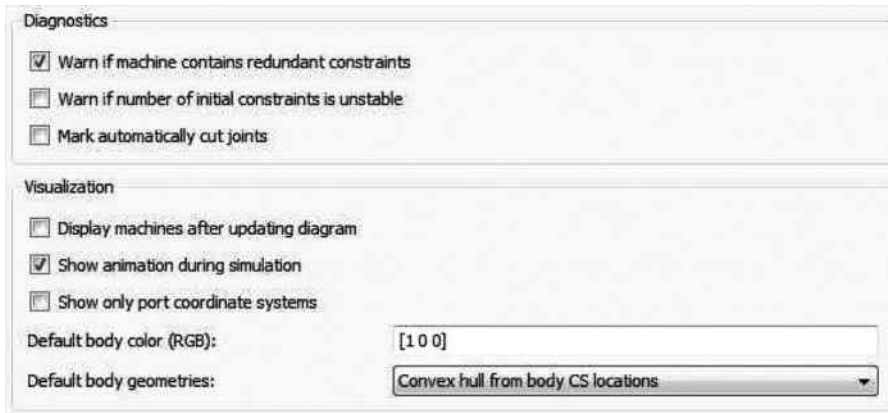 Diagnostics
Warn if machine contains redundant constraints
Warn if number of initial constraints is unstable
Mark automatically cut joints
Visualization
Display machines after updating diagram
Show animation during simulation
Show only port coordinate systems
Default body color (RGB): [1 0 0]
Default body geometries: Convex hull from body CS locations